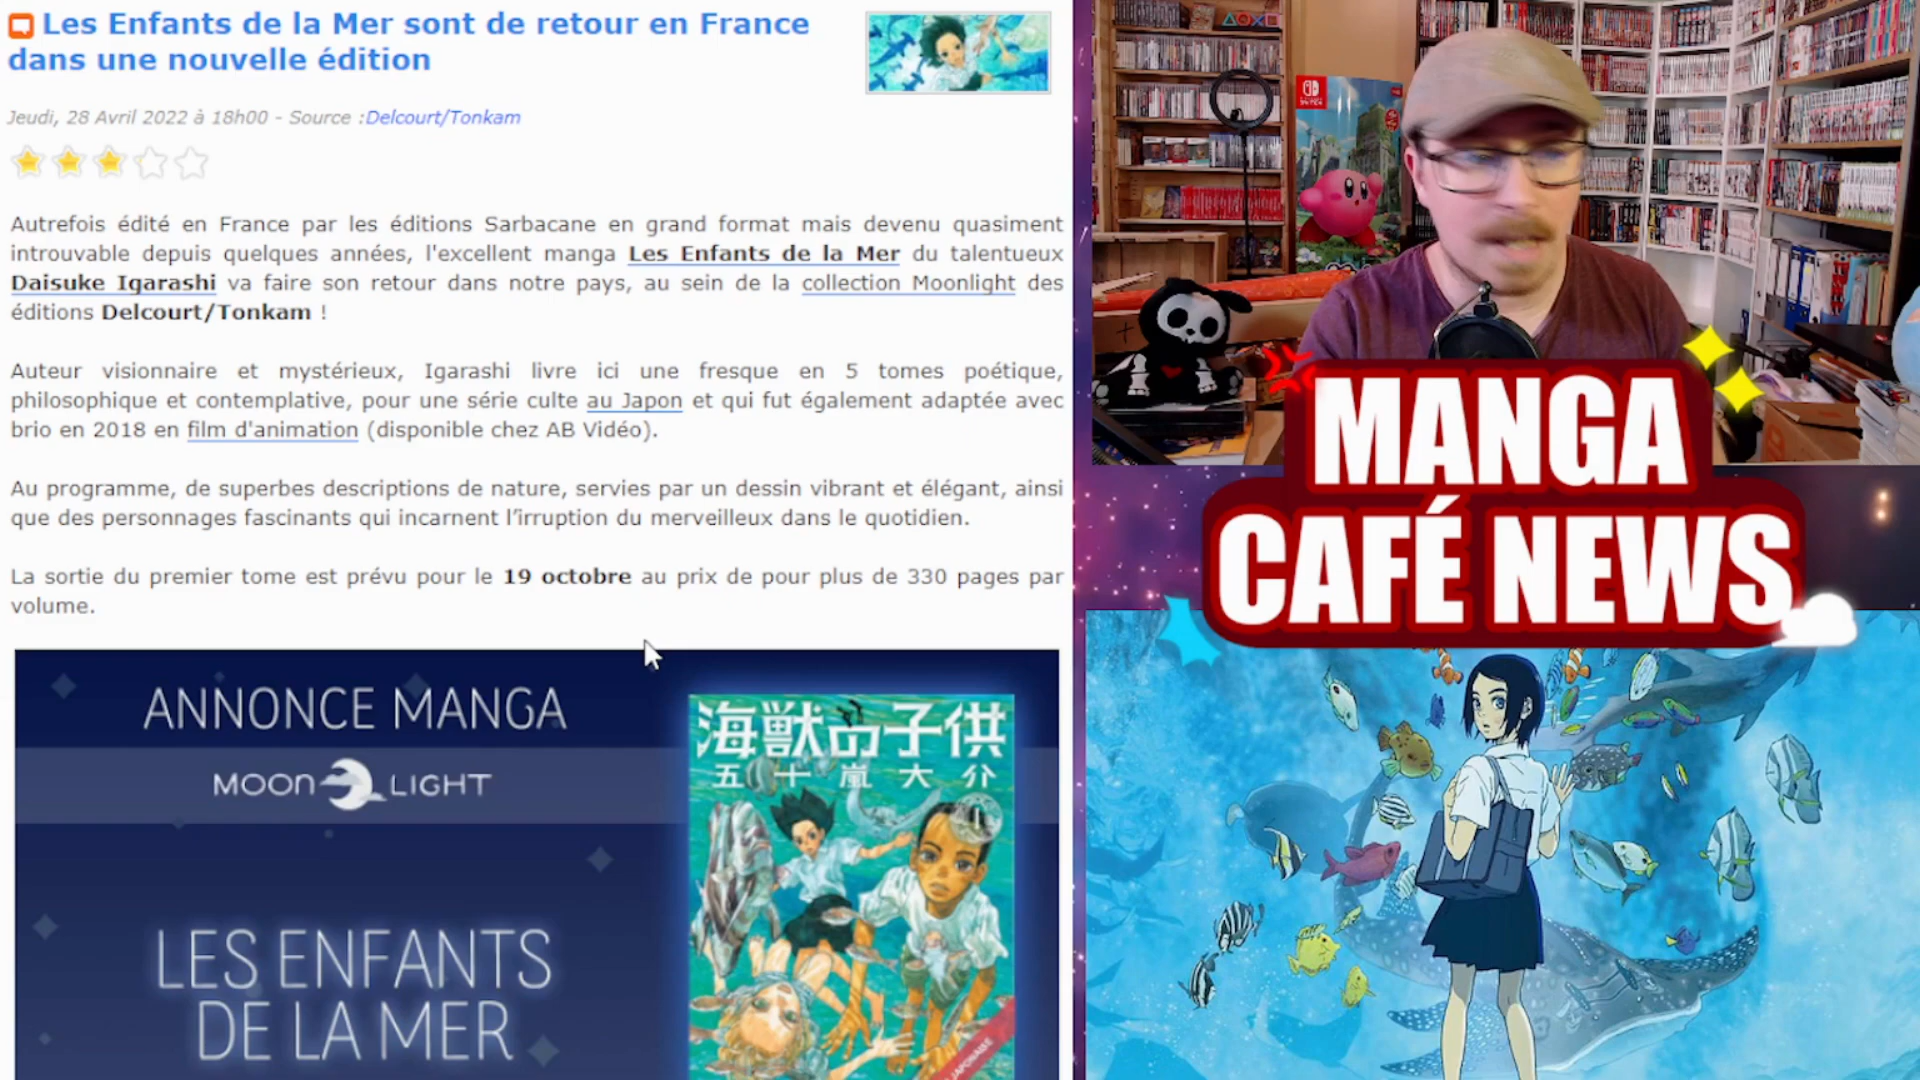 Les Enfants de la Mer sont de retour en France
dans une nouvelle édition
Jeudi, 28 Avril 2022 à 18h00 - Source :Delcourt/Tonkam
Autrefois édité en France par les éditions Sarbacane en grand format mais devenu quasiment
introuvable depuis quelques années, l'excellent manga Les Enfants de la Mer du talentueux
Daisuke Igarashi va faire son retour dans notre pays, au sein de la collection Moonlight des
éditions Delcourt/Tonkam !
Auteur visionnaire et mystérieux, Igarashi livre ici une fresque en 5 tomes poétique,
philosophique et contemplative, pour une série culte au Japon et qui fut également adaptée avec
brio en 2018 en film d'animation (disponible chez AB Vidéo).
Au programme, de superbes descriptions de nature, servies par un dessin vibrant et élégant, ainsi
que des personnages fascinants qui incarnent l’irruption du merveilleux dans le quotidien.
La sortie du premier tome est prévu pour le 19 octobre au prix de pour plus de 330 pages par
volume.
ANNONCE MANGA
MOONLIGHT
LES ENFANTS
DE LA MER
海獣の子供
五十嵐大介
1
JAPONAISE
MANGA
CAFÉ NEWS